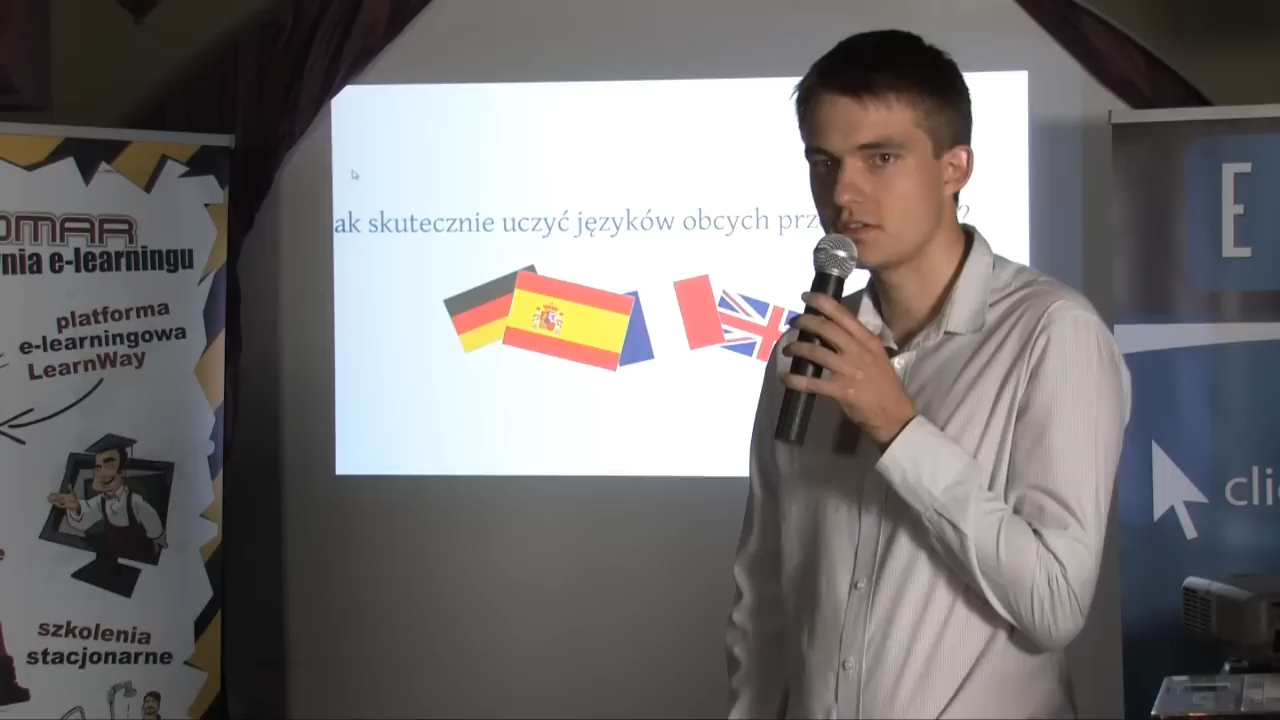 OMAR
nia e-learningu
platforma
e-learningowa
LearnWay
szkolenia
stacjonarne
ak skutecznie uczyć języków obcych prz
?
E
cli